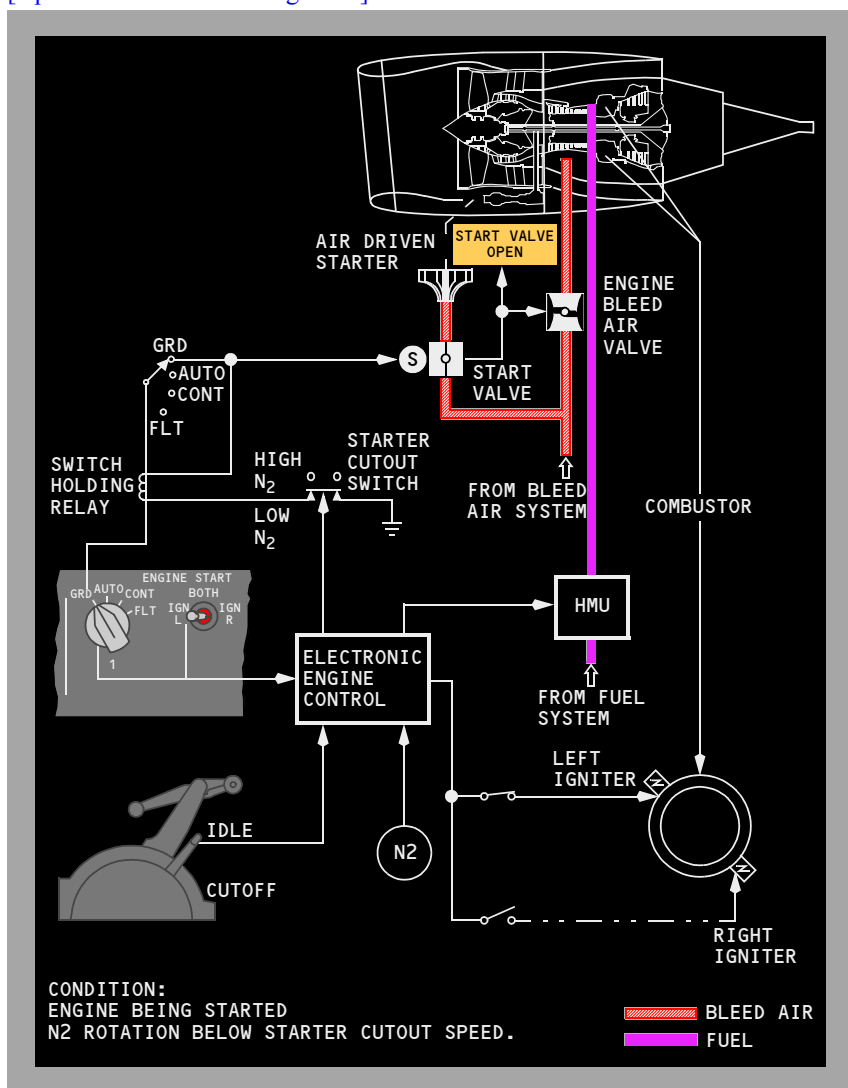 AIR DRIVEN
STARTER
START VALVE
OPEN
ENGINE
BLEED
AIR
VALVE
GRD
AUTO
CONT
FLT
S
START
VALVE
SWITCH
HOLDING
RELAY
HIGH
N2
LOW
N2
STARTER
CUTOUT
SWITCH
FROM BLEED
AIR SYSTEM
COMBUSTOR
ENGINE START
GRD
AUTO
CONT
FLT
BOTH
IGN
L
IGN
R
1
HMU
ELECTRONIC
ENGINE
CONTROL
FROM FUEL
SYSTEM
LEFT
IGNITER
IDLE
CUTOFF
N2
RIGHT
IGNITER
CONDITION:
ENGINE BEING STARTED
N2 ROTATION BELOW STARTER CUTOUT SPEED.
BLEED AIR
FUEL